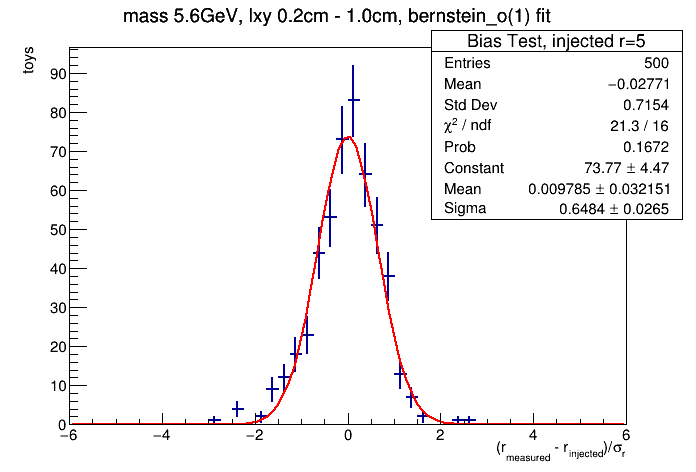 mass 5.6GeV, lxy 0.2cm - 1.0cm, bernstein_o(1) fit
Bias Test, injected r=5
Entries 500
Mean −0.02771
Std Dev 0.7154
χ² / ndf 21.3 / 16
Prob 0.1672
Constant 73.77 ± 4.47
Mean 0.009785 ± 0.032151
Sigma 0.6484 ± 0.0265
toys
90
80
70
60
50
40
30
20
10
0
−6 −4 −2 0 2 4 6
(r_measured - r_injected)/σ_r